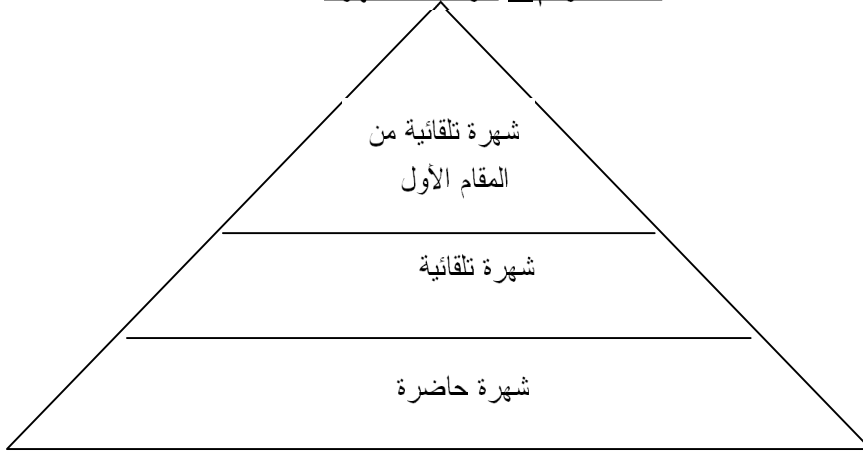 شهرة تلقائية من
المقام الأول
شهرة تلقائية
شهرة حاضرة